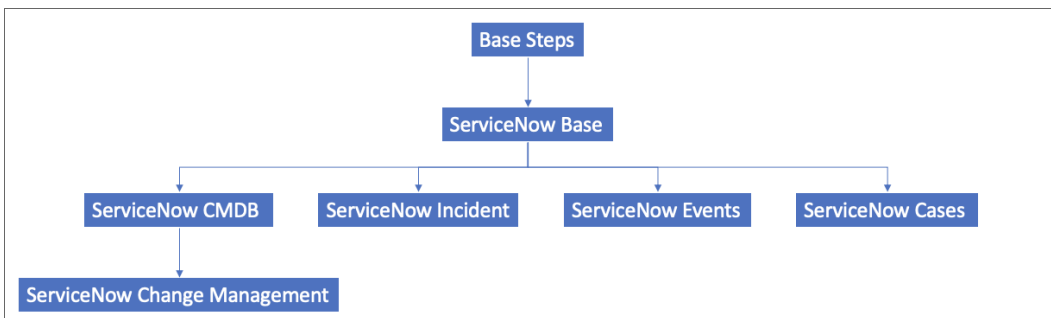 Base Steps
ServiceNow Base
ServiceNow CMDB
ServiceNow Incident
ServiceNow Events
ServiceNow Cases
ServiceNow Change Management